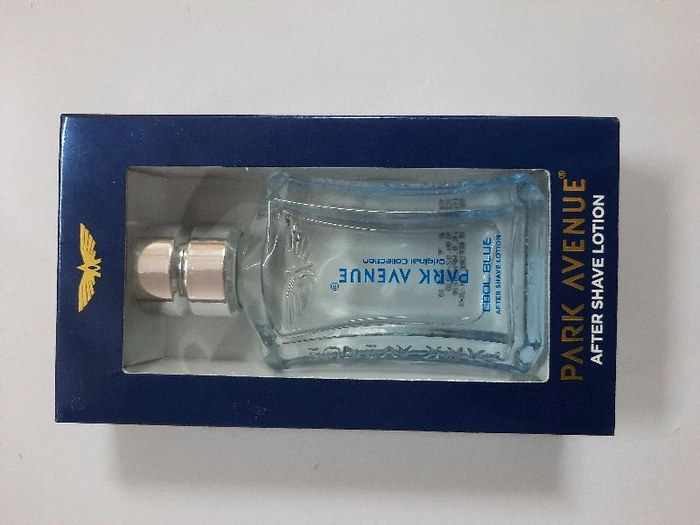 PARK AVENUE®
Original Collection
COOL BLUE
AFTER SHAVE LOTION
PARK AVENUE®
AFTER SHAVE LOTION